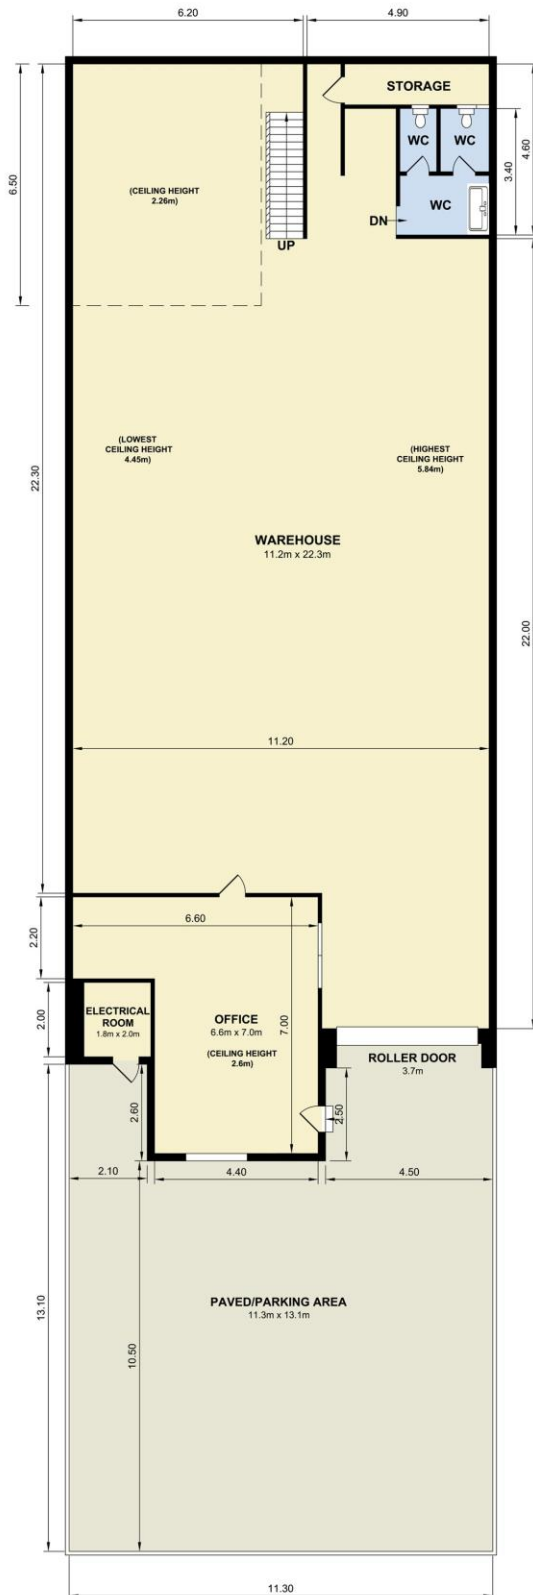 6.20
4.90
STORAGE
WC
WC
4.60
3.40
6.50
(CEILING HEIGHT
2.26m)
WC
DN
UP
(LOWEST
CEILING HEIGHT
4.45m)
(HIGHEST
CEILING HEIGHT
5.84m)
22.30
WAREHOUSE
11.2m x 22.3m
22.00
11.20
2.20
6.60
7.00
2.00
ELECTRICAL
ROOM
1.8m x 2.0m
OFFICE
6.6m x 7.0m
(CEILING HEIGHT
2.6m)
ROLLER DOOR
3.7m
2.60
2.50
2.10
4.40
4.50
PAVED/PARKING AREA
11.3m x 13.1m
13.10
10.50
11.30